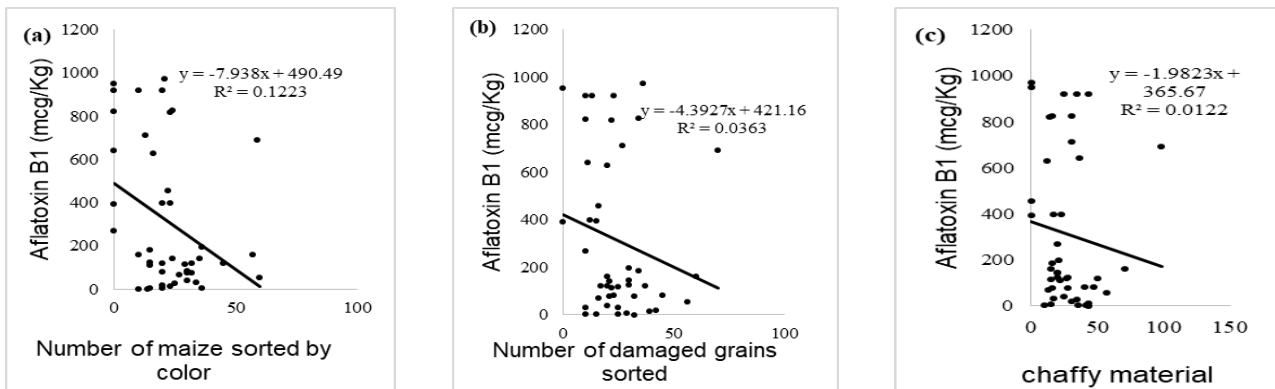 (a)
1200
1000
800
600
400
200
0
Aflatoxin B1 (mcg/Kg)
y = -7.938x + 490.49
R² = 0.1223
0
50
100
Number of maize sorted by
color
(b)
1200
1000
800
600
400
200
0
Aflatoxin B1 (mcg/Kg)
-4.3927x + 421.16
R² = 0.0363
0
50
100
Number of damaged grains
sorted
(c)
1200
1000
800
600
400
200
0
Aflatoxin B1 (mcg/Kg)
y = -1.9823x +
365.67
R² = 0.0122
0
50
100
150
chaffy material